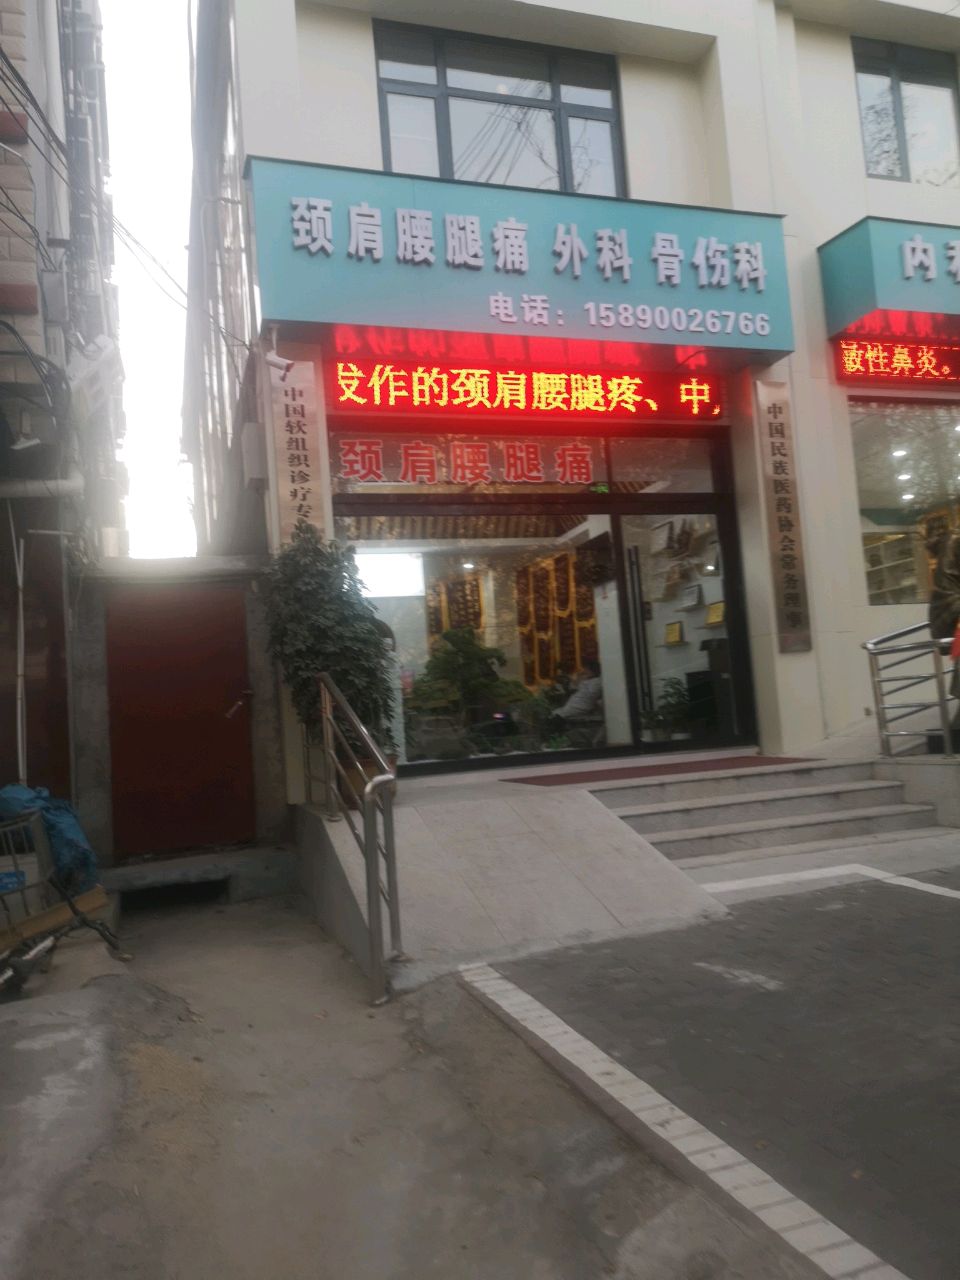 颈肩腰腿痛 外科 骨伤科
电话：15890026766
发作的颈肩腰腿疼、中
颈肩腰腿痛
中国软组织诊疗专
中国民族医药协会常务理事
内科
敏性鼻炎。